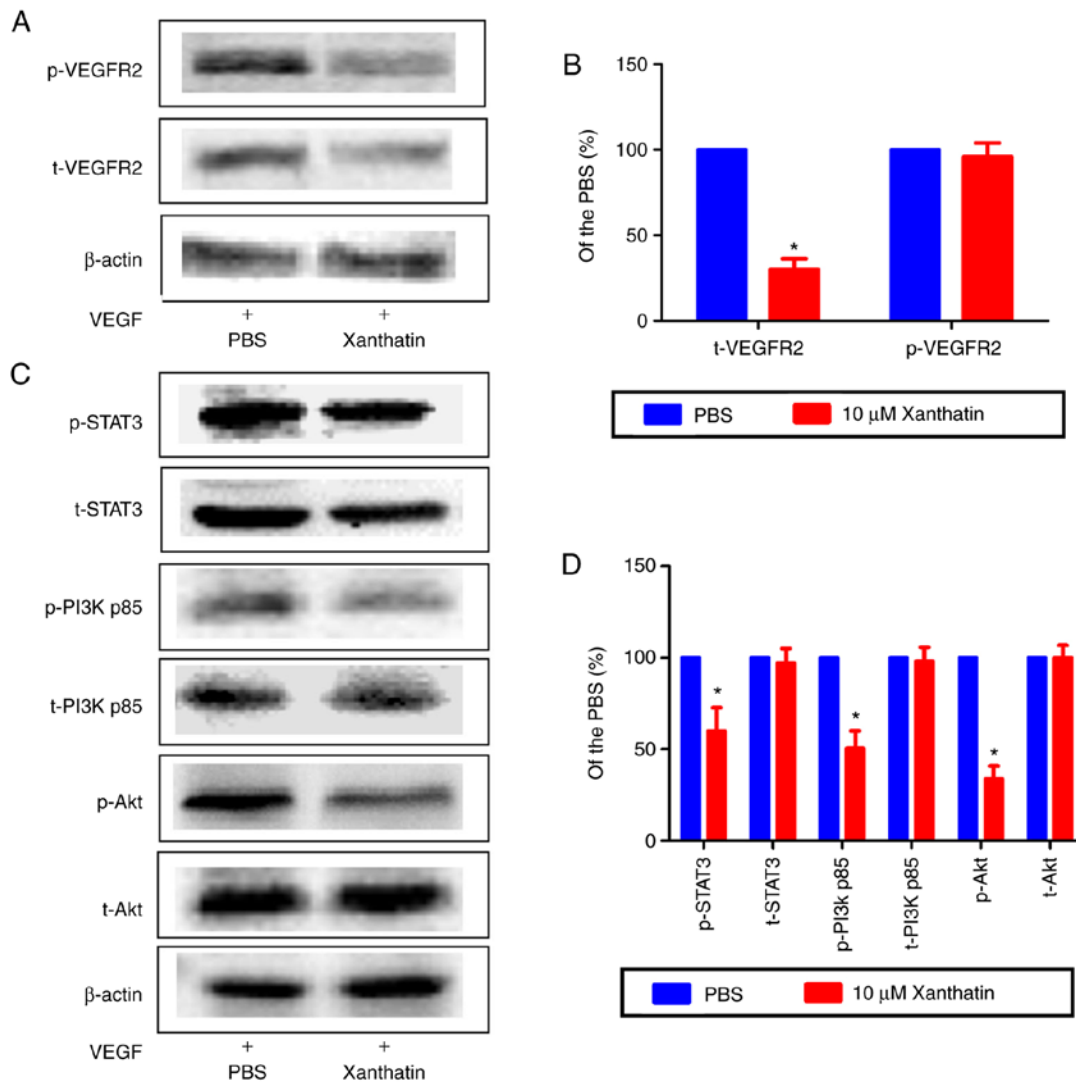 A
p-VEGFR2
t-VEGFR2
β-actin
VEGF + +
PBS Xanthatin
B
150
100
50
0
Of the PBS (%)
*
t-VEGFR2 p-VEGFR2
PBS 10 μM Xanthatin
C
p-STAT3
t-STAT3
p-PI3K p85
t-PI3K p85
p-Akt
t-Akt
β-actin
VEGF + +
PBS Xanthatin
D
150
100
50
0
Of the PBS (%)
* * *
p-STAT3
t-STAT3
p-PI3k p85
t-PI3K p85
p-Akt
t-Akt
PBS 10 μM Xanthatin